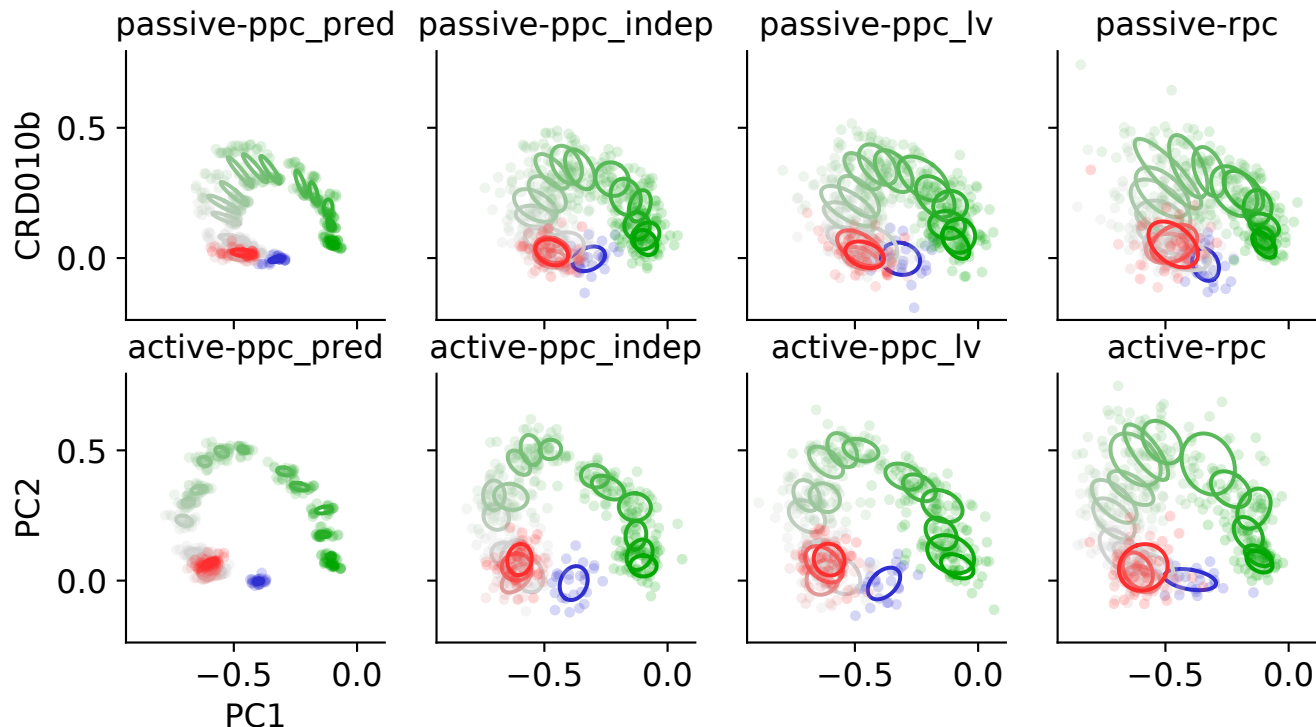 passive-ppc_pred passive-ppc_indep passive-ppc_lv passive-rpc
CRD010b
0.5
0.0
active-ppc_pred active-ppc_indep active-ppc_lv active-rpc
PC2
0.5
0.0
−0.5 0.0 −0.5 0.0 −0.5 0.0 −0.5 0.0
PC1